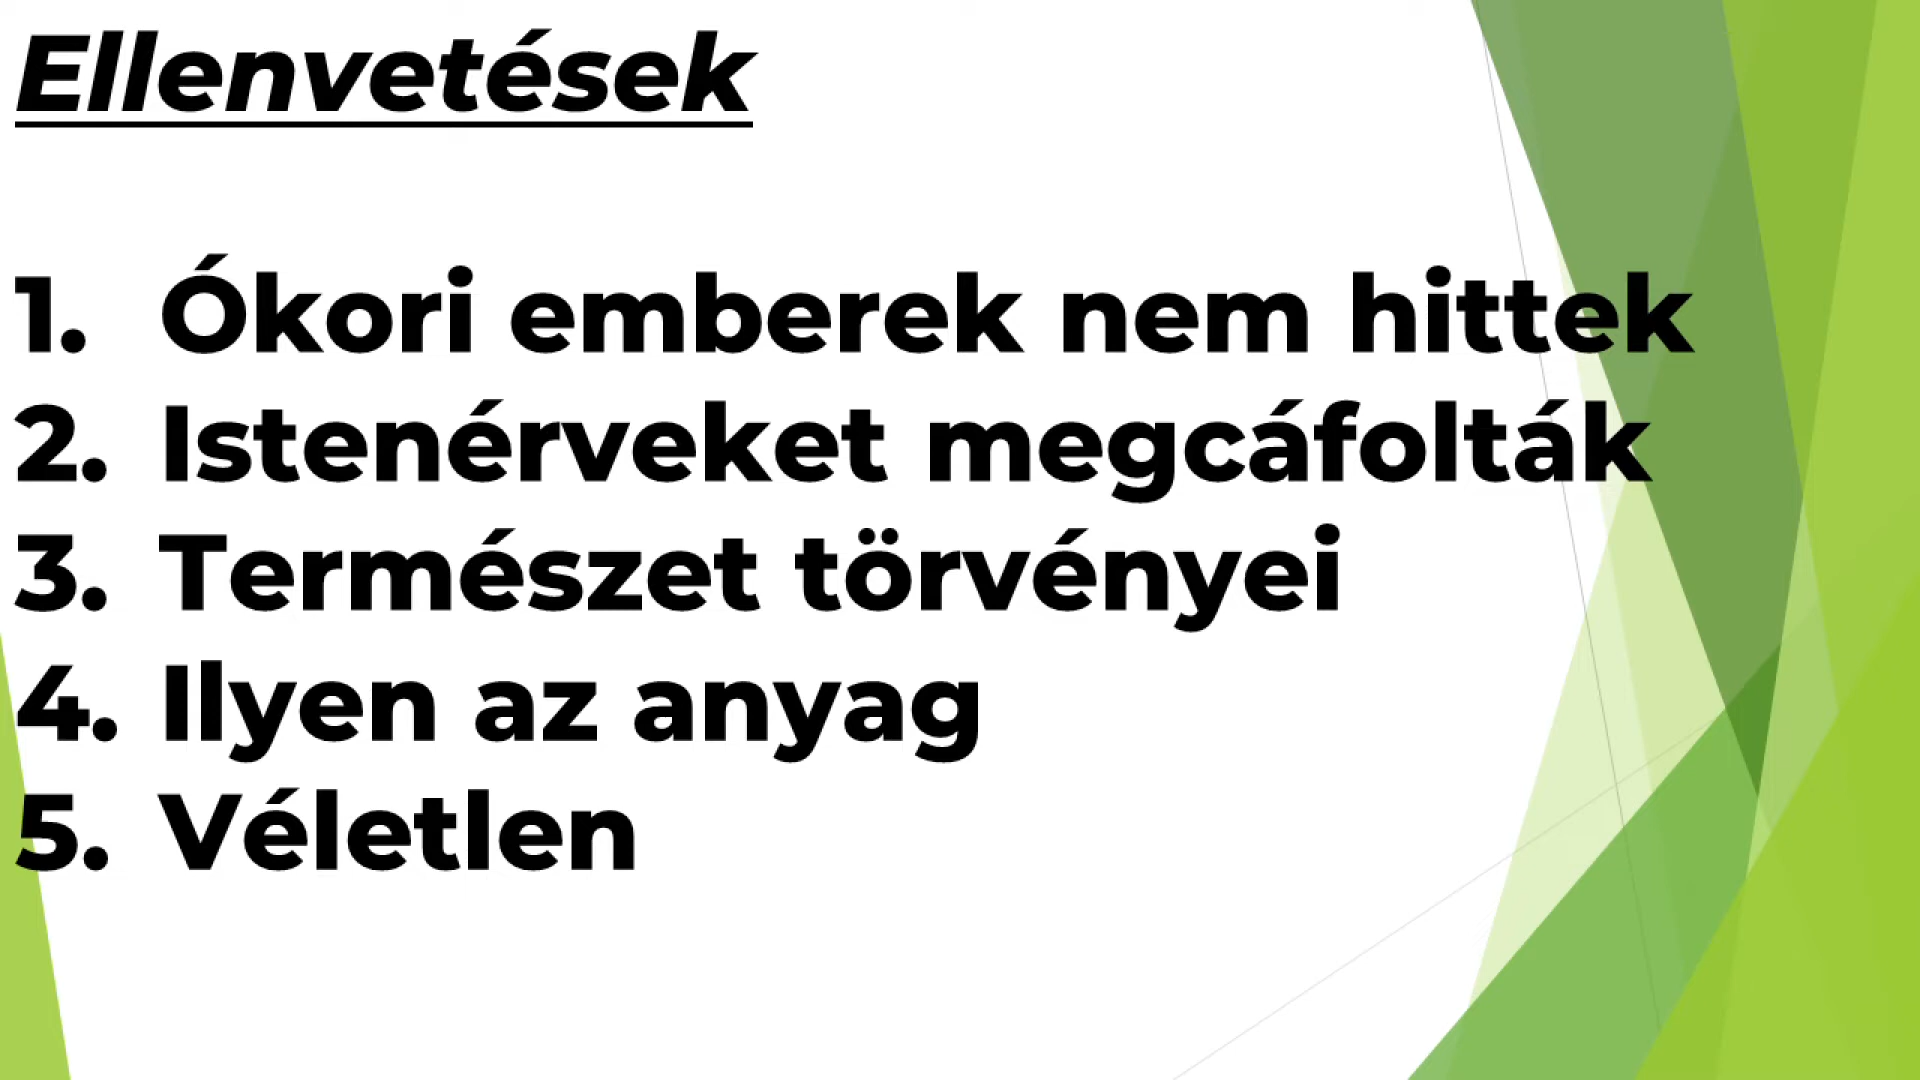 Ellenvetések
1. Ókori emberek nem hittek
2. Istenérveket megcáfolták
3. Természet törvényei
4. Ilyen az anyag
5. Véletlen